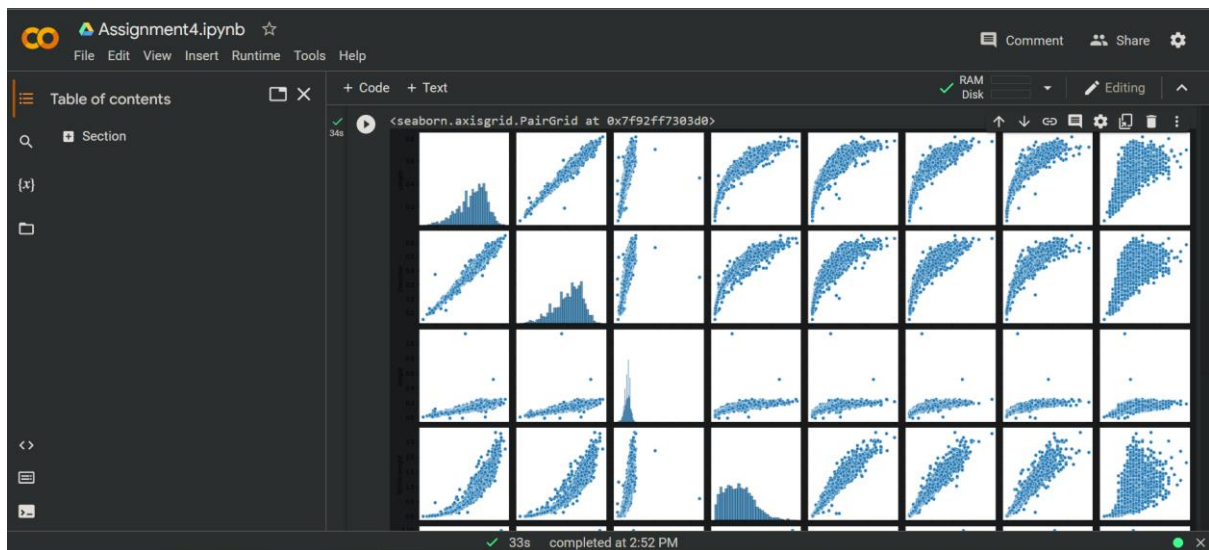 CO
Assignment4.ipynb
File Edit View Insert Runtime Tools Help
Comment
Share
Table of contents
+ Code + Text
RAM
Disk
Editing
Section
34s
<seaborn.axisgrid.PairGrid at 0x7f92ff7303d0>
{x}
<>
33s completed at 2:52 PM